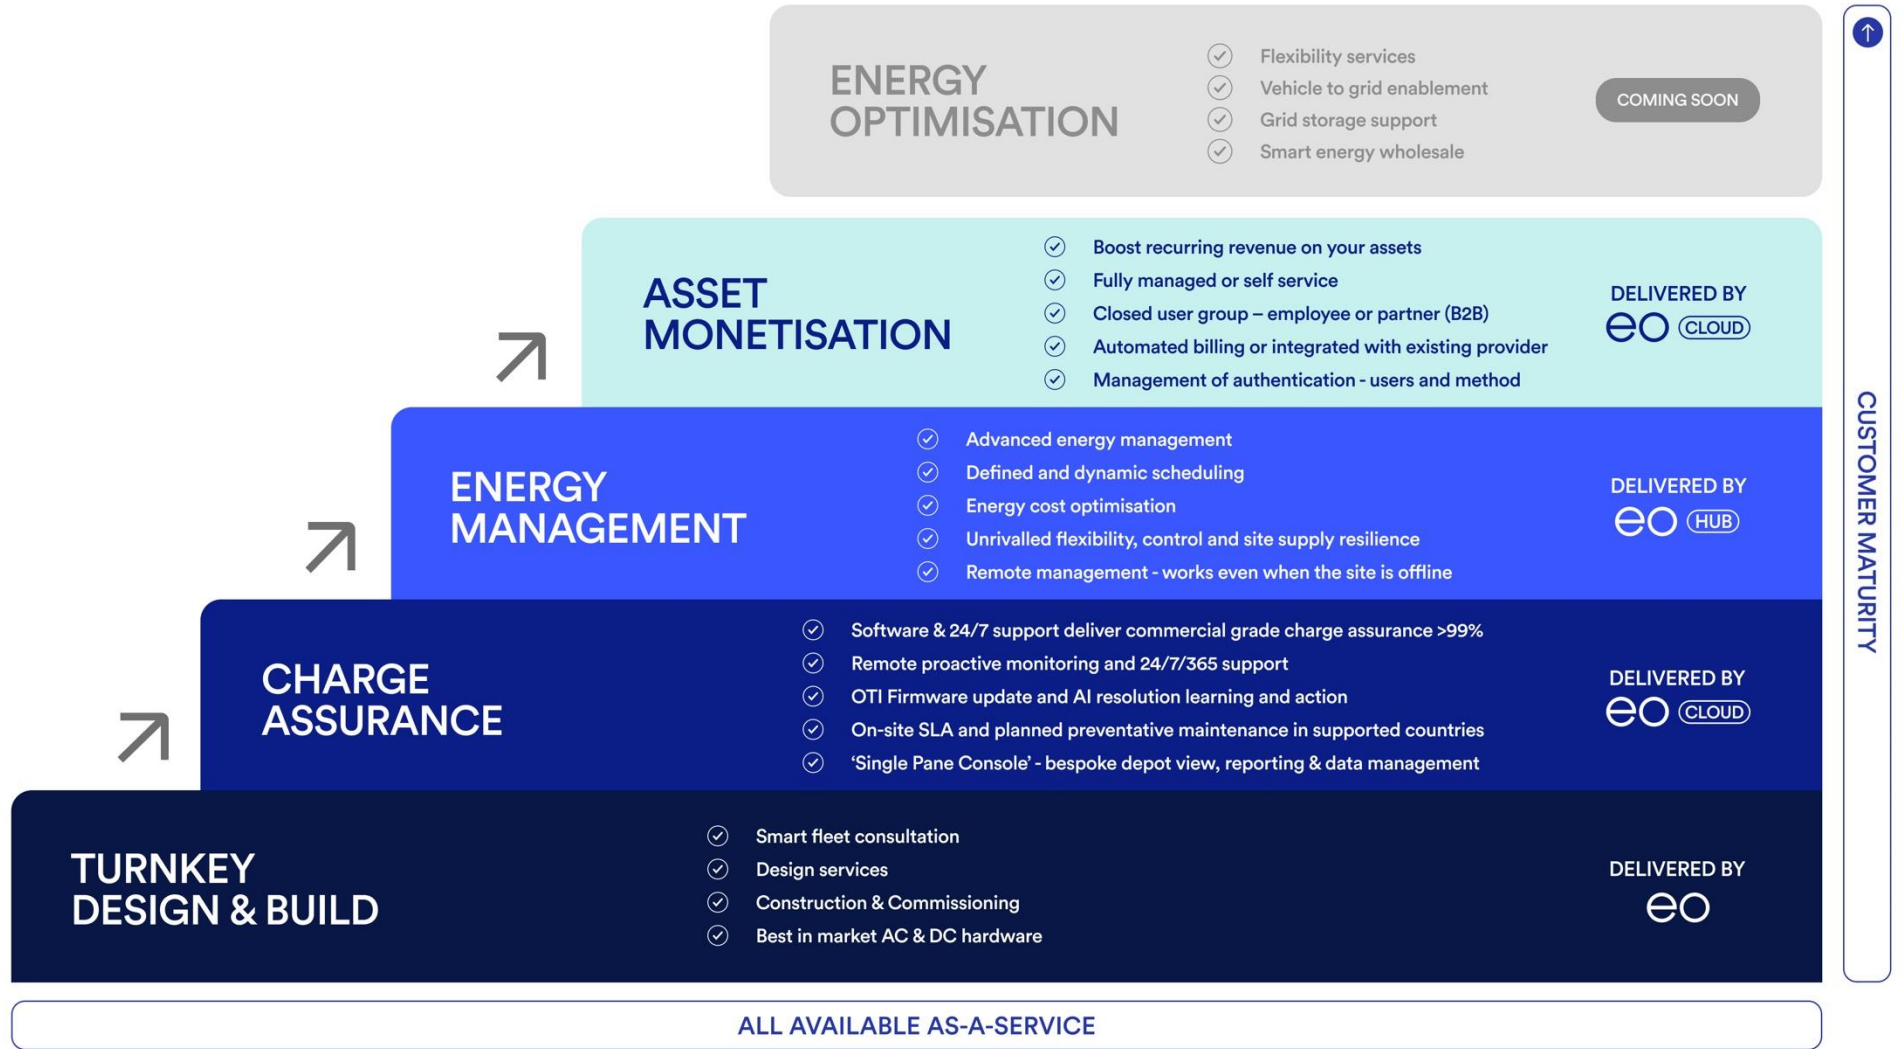 ENERGY
OPTIMISATION
Flexibility services
Vehicle to grid enablement
Grid storage support
Smart energy wholesale
COMING SOON
ASSET
MONETISATION
Boost recurring revenue on your assets
Fully managed or self service
Closed user group – employee or partner (B2B)
Automated billing or integrated with existing provider
Management of authentication - users and method
DELIVERED BY
eo CLOUD
ENERGY
MANAGEMENT
Advanced energy management
Defined and dynamic scheduling
Energy cost optimisation
Unrivalled flexibility, control and site supply resilience
Remote management - works even when the site is offline
DELIVERED BY
eo HUB
CHARGE
ASSURANCE
Software & 24/7 support deliver commercial grade charge assurance >99%
Remote proactive monitoring and 24/7/365 support
OTI Firmware update and AI resolution learning and action
On-site SLA and planned preventative maintenance in supported countries
‘Single Pane Console’ - bespoke depot view, reporting & data management
DELIVERED BY
eo CLOUD
TURNKEY
DESIGN & BUILD
Smart fleet consultation
Design services
Construction & Commissioning
Best in market AC & DC hardware
DELIVERED BY
eo
ALL AVAILABLE AS-A-SERVICE
CUSTOMER MATURITY